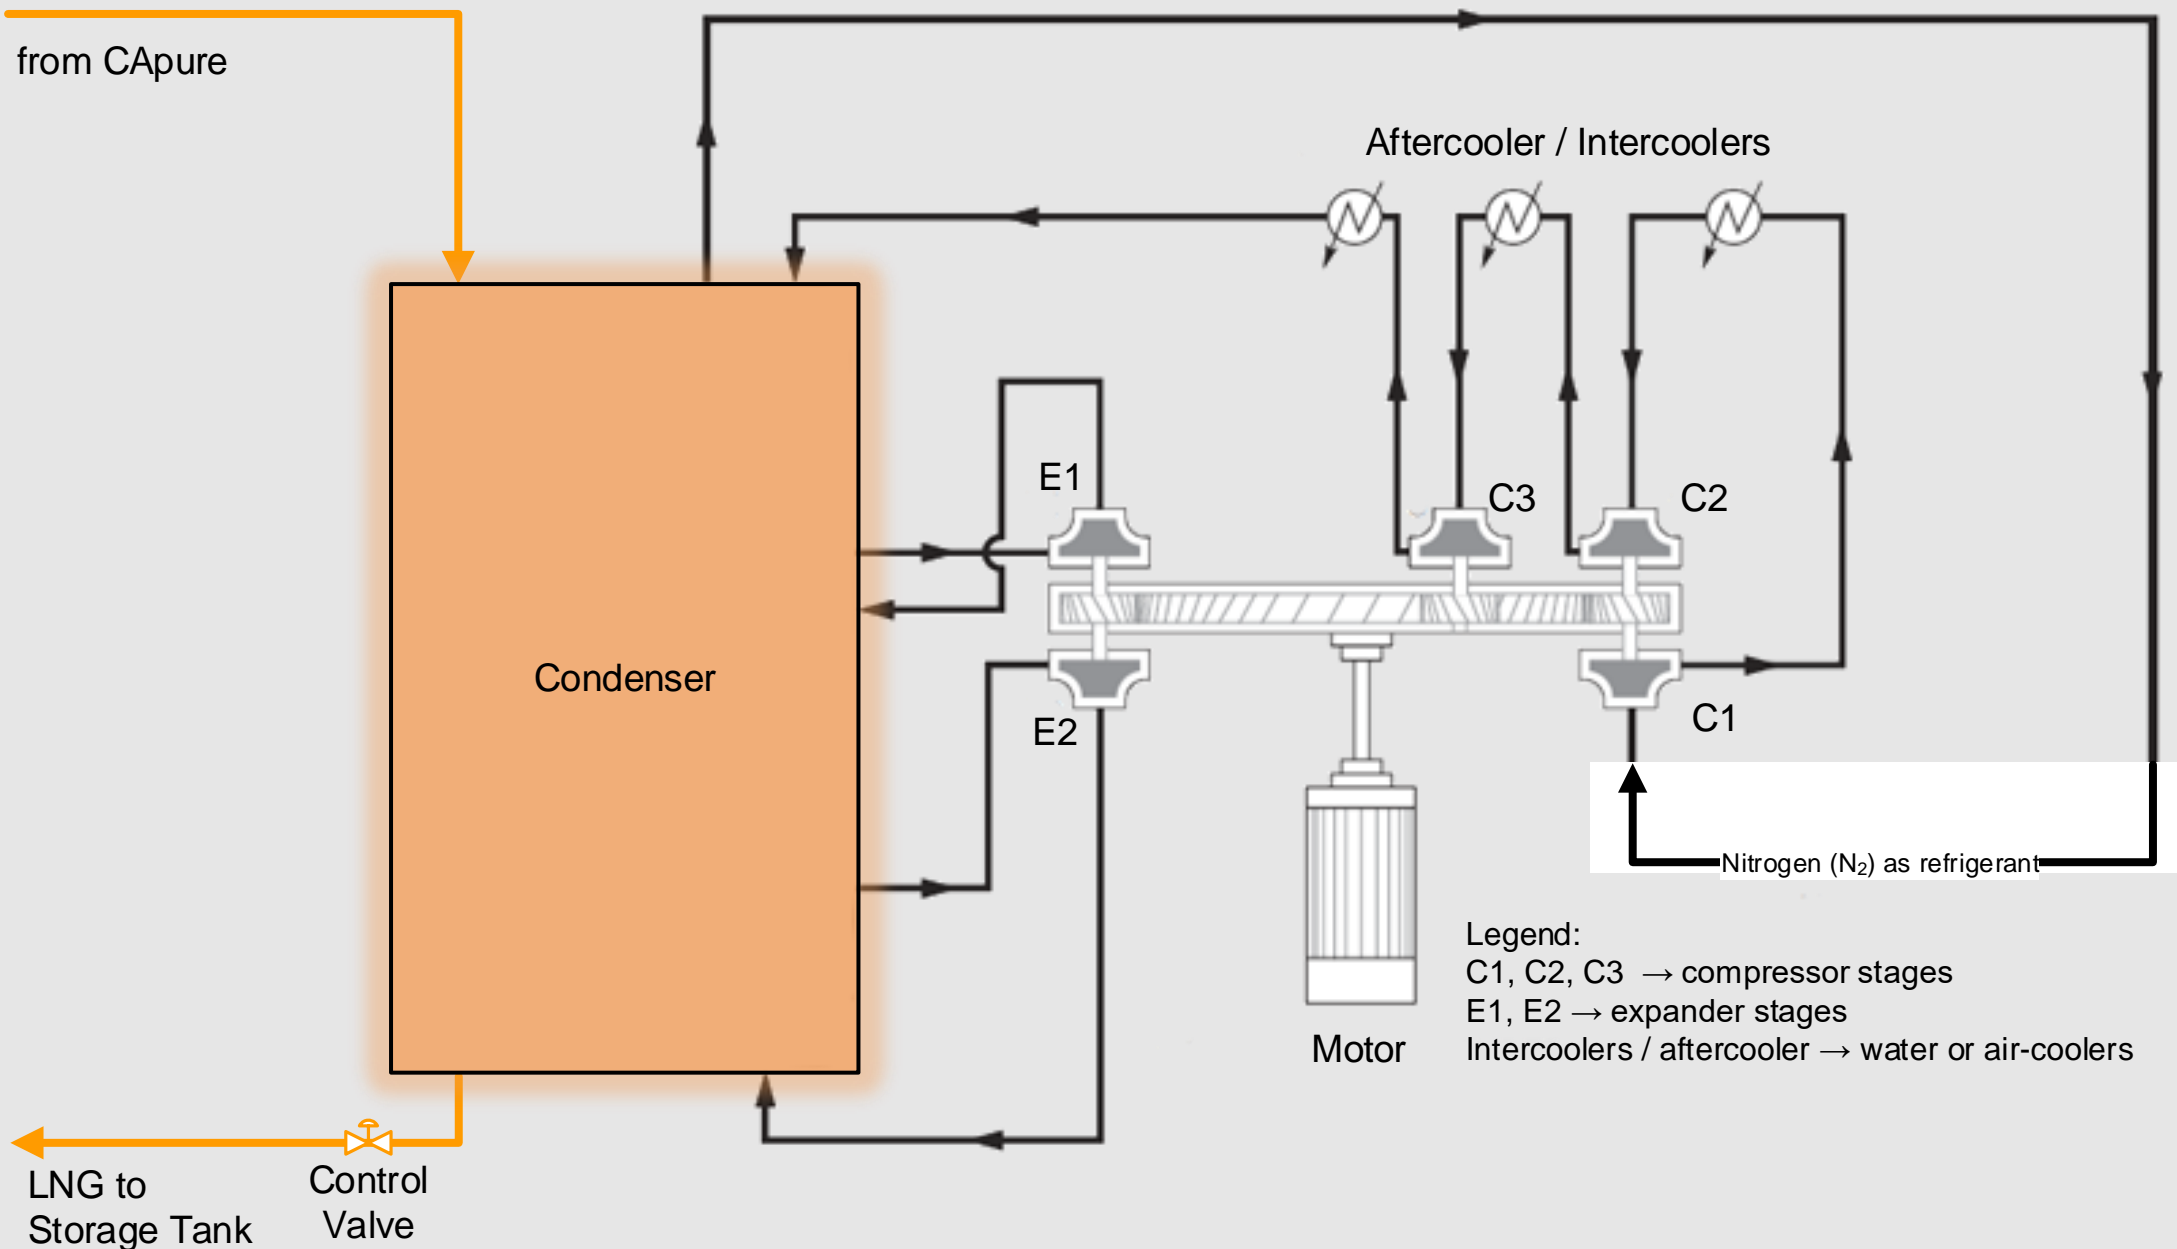 from CApure
Aftercooler / Intercoolers
E1
C3
C2
Condenser
E2
C1
Nitrogen (N₂) as refrigerant
Legend:
C1, C2, C3 → compressor stages
E1, E2 → expander stages
Intercoolers / aftercooler → water or air-coolers
Motor
LNG to
Storage Tank
Control
Valve